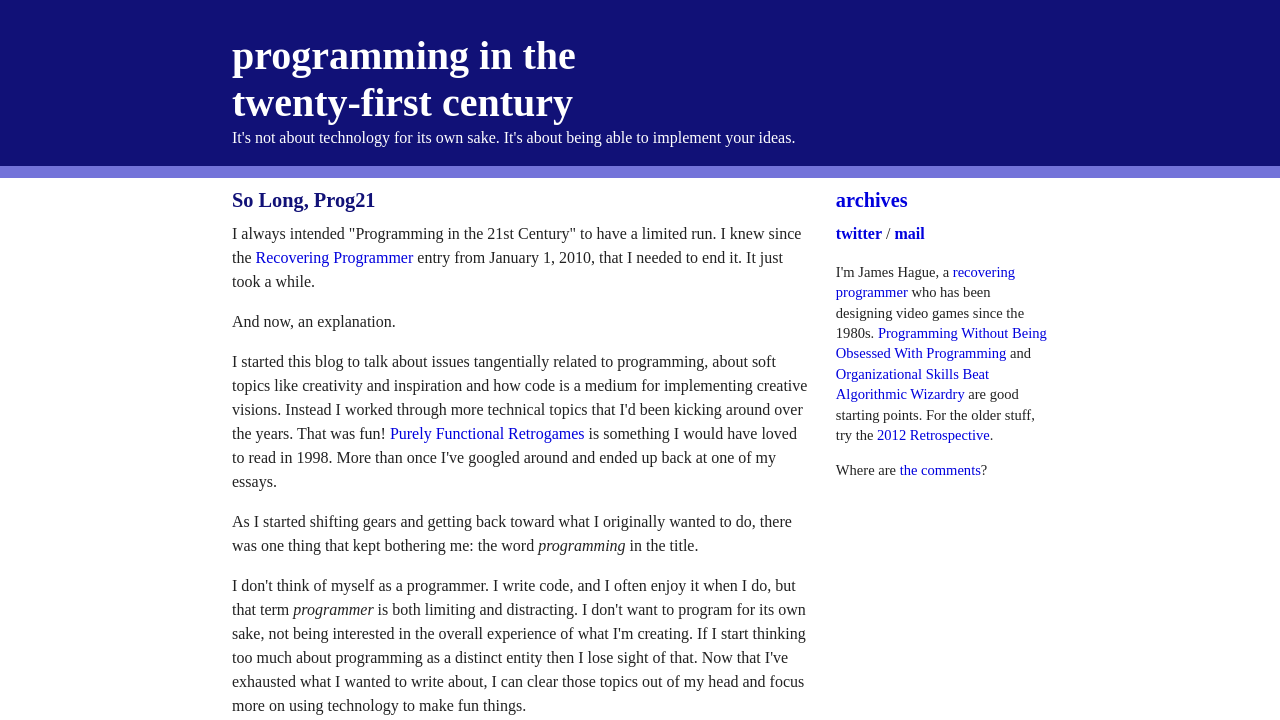 programming in the
twenty-first century
It's not about technology for its own sake. It's about being able to implement your ideas.
So Long, Prog21
I always intended "Programming in the 21st Century" to have a limited run. I knew since
the Recovering Programmer entry from January 1, 2010, that I needed to end it. It just
took a while.
And now, an explanation.
I started this blog to talk about issues tangentially related to programming, about soft
topics like creativity and inspiration and how code is a medium for implementing creative
visions. Instead I worked through more technical topics that I'd been kicking around over
the years. That was fun! Purely Functional Retrogames is something I would have loved
to read in 1998. More than once I've googled around and ended up back at one of my
essays.
As I started shifting gears and getting back toward what I originally wanted to do, there
was one thing that kept bothering me: the word programming in the title.
I don't think of myself as a programmer. I write code, and I often enjoy it when I do, but
that term programmer is both limiting and distracting. I don't want to program for its own
sake, not being interested in the overall experience of what I'm creating. If I start thinking
too much about programming as a distinct entity then I lose sight of that. Now that I've
exhausted what I wanted to write about, I can clear those topics out of my head and focus
more on using technology to make fun things.
archives
twitter / mail
I'm James Hague, a recovering
programmer who has been
designing video games since the
1980s. Programming Without Being
Obsessed With Programming and
Organizational Skills Beat
Algorithmic Wizardry are good
starting points. For the older stuff,
try the 2012 Retrospective.
Where are the comments?